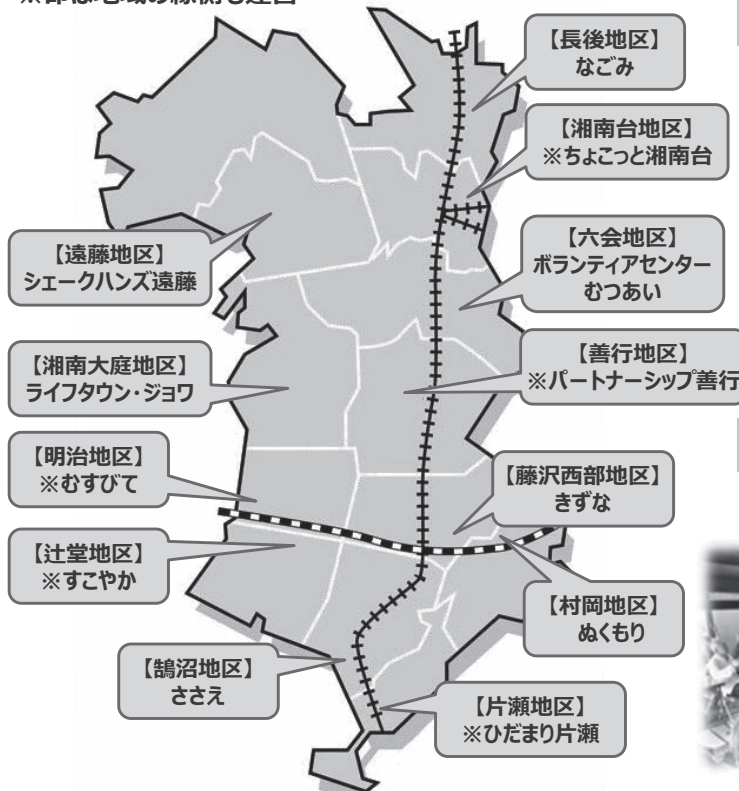 ※部は地域の縁側も運営
【長後地区】
なごみ
【湘南台地区】
※ちょこっと湘南台
【六会地区】
ボランティアセンター
むつあい
【遠藤地区】
シェークハンズ遠藤
【善行地区】
※パートナーシップ善行
【湘南大庭地区】
ライフタウン・ジョワ
【明治地区】
※むすびて
【藤沢西部地区】
きずな
【辻堂地区】
※すこやか
【村岡地区】
ぬくもり
【鵠沼地区】
ささえ
【片瀬地区】
※ひだまり片瀬